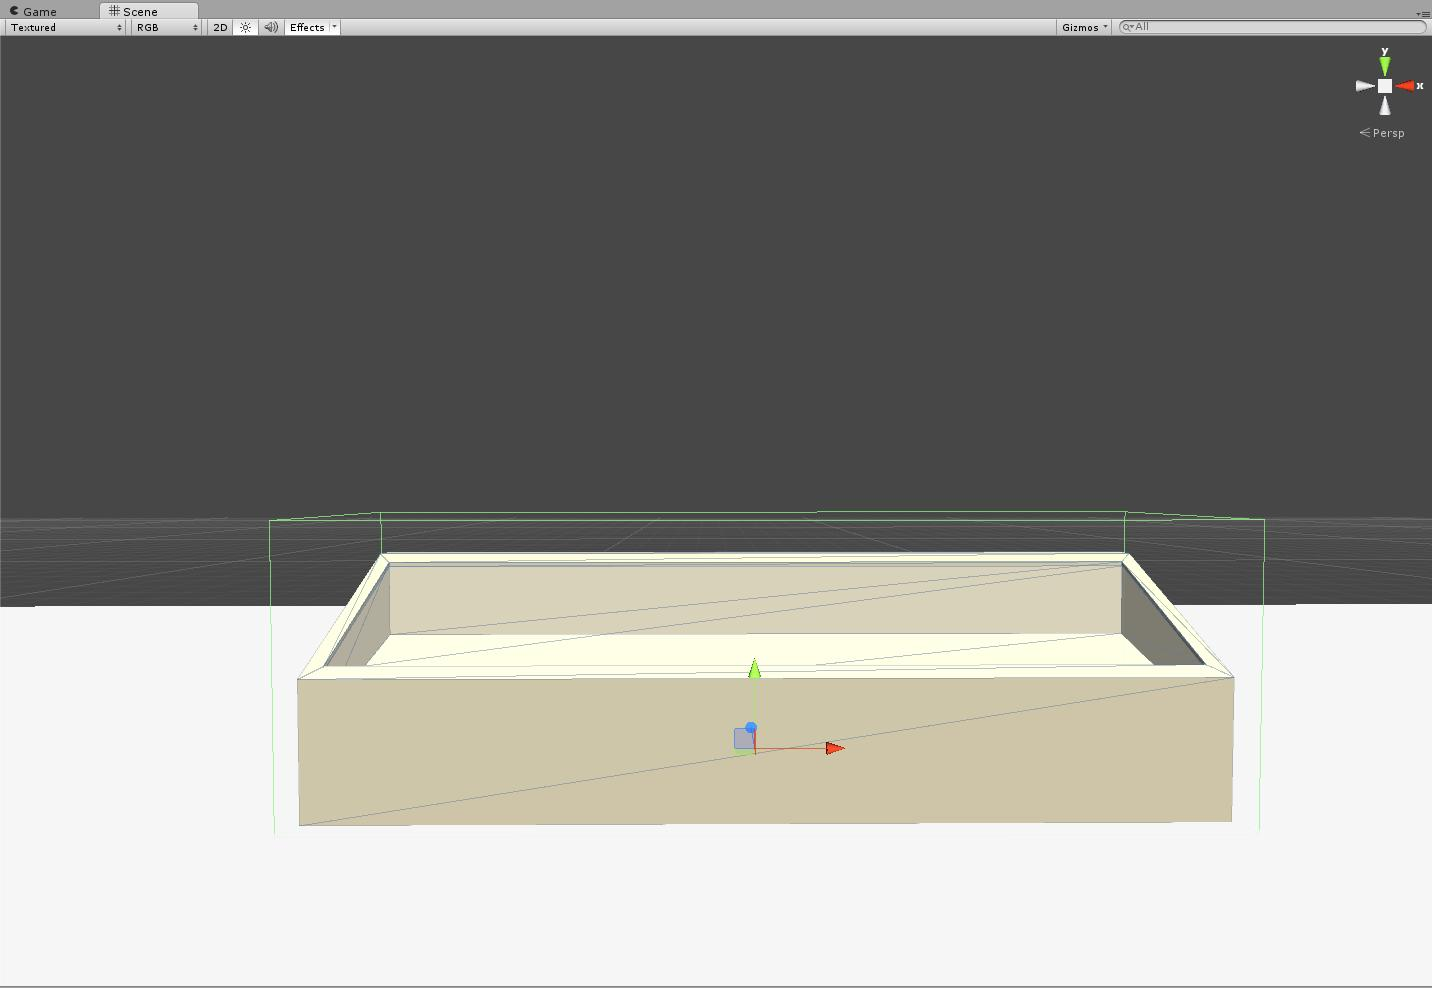 Game Scene
Textured RGB 2D Effects Gizmos All
y
x
Persp